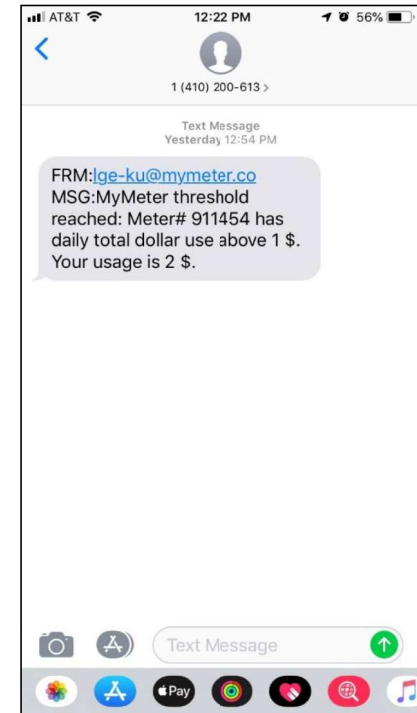 AT&T
12:22 PM
56%
1 (410) 200-613 >
Text Message
Yesterday 12:54 PM
FRM:lge-ku@mymeter.co
MSG:MyMeter threshold
reached: Meter# 911454 has
daily total dollar use above 1 $.
Your usage is 2 $.
Text Message
Pay